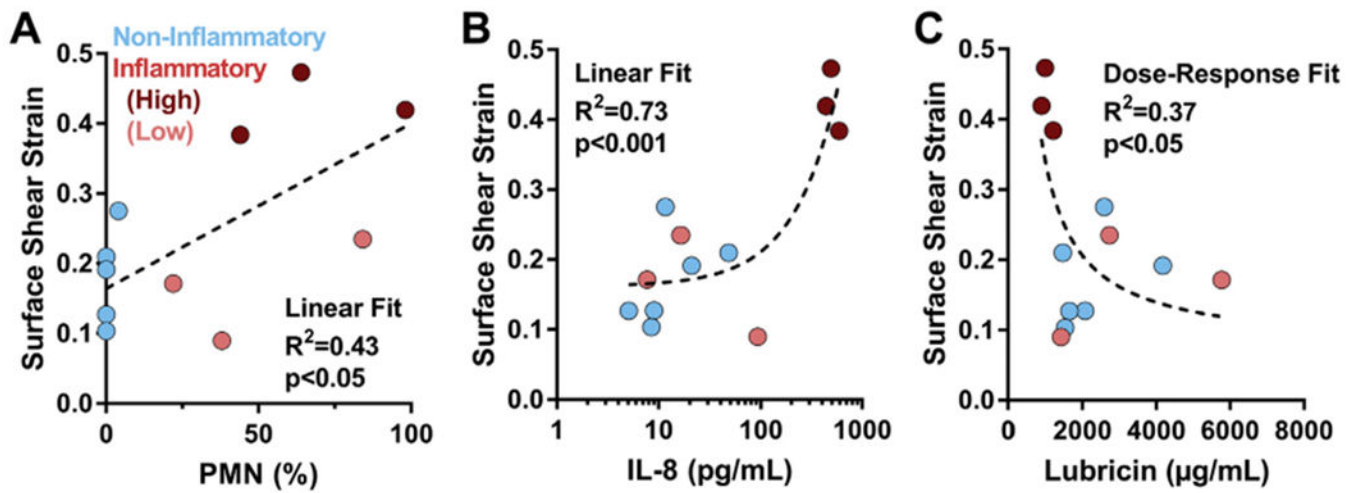 A
Non-Inflammatory
Inflammatory
(High)
(Low)
Surface Shear Strain
0.5
0.4
0.3
0.2
0.1
0.0
Linear Fit
R²=0.43
p<0.05
0 50 100
PMN (%)
B
Surface Shear Strain
0.5
0.4
0.3
0.2
0.1
0.0
Linear Fit
R²=0.73
p<0.001
1 10 100 1000
IL-8 (pg/mL)
C
Surface Shear Strain
0.5
0.4
0.3
0.2
0.1
0.0
Dose-Response Fit
R²=0.37
p<0.05
0 2000 4000 6000 8000
Lubricin (µg/mL)